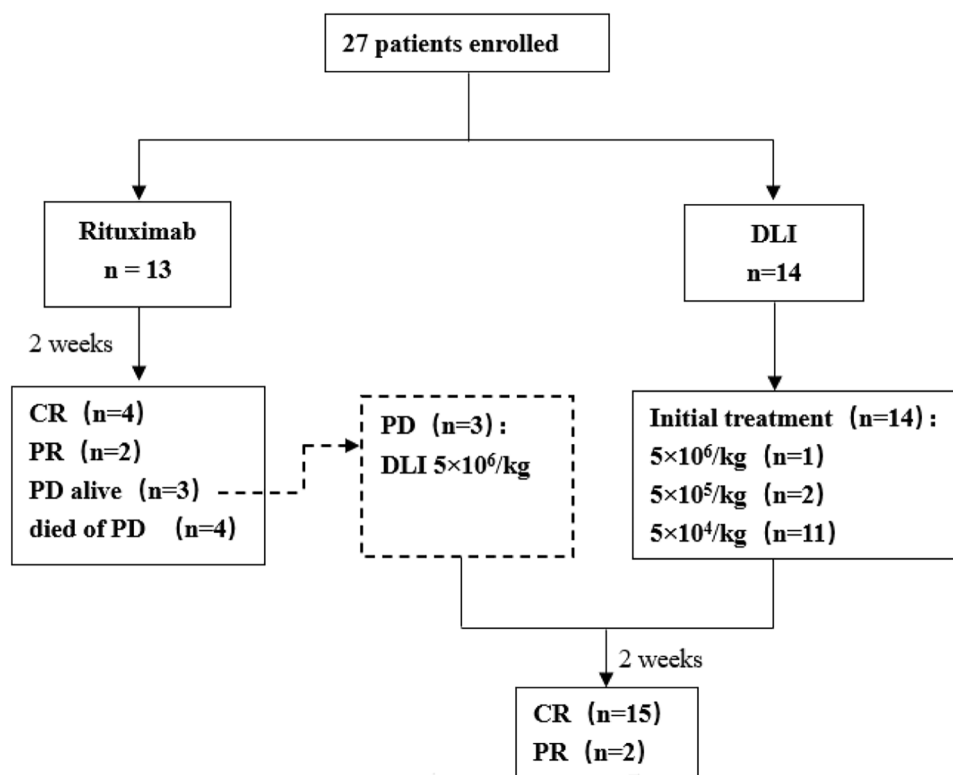 27 patients enrolled
Rituximab
n = 13
DLI
n=14
2 weeks
CR（n=4）
PR（n=2）
PD alive（n=3）
died of PD （n=4）
PD（n=3）:
DLI 5×10⁶/kg
Initial treatment（n=14）:
5×10⁶/kg（n=1）
5×10⁵/kg（n=2）
5×10⁴/kg（n=11）
2 weeks
CR（n=15）
PR（n=2）